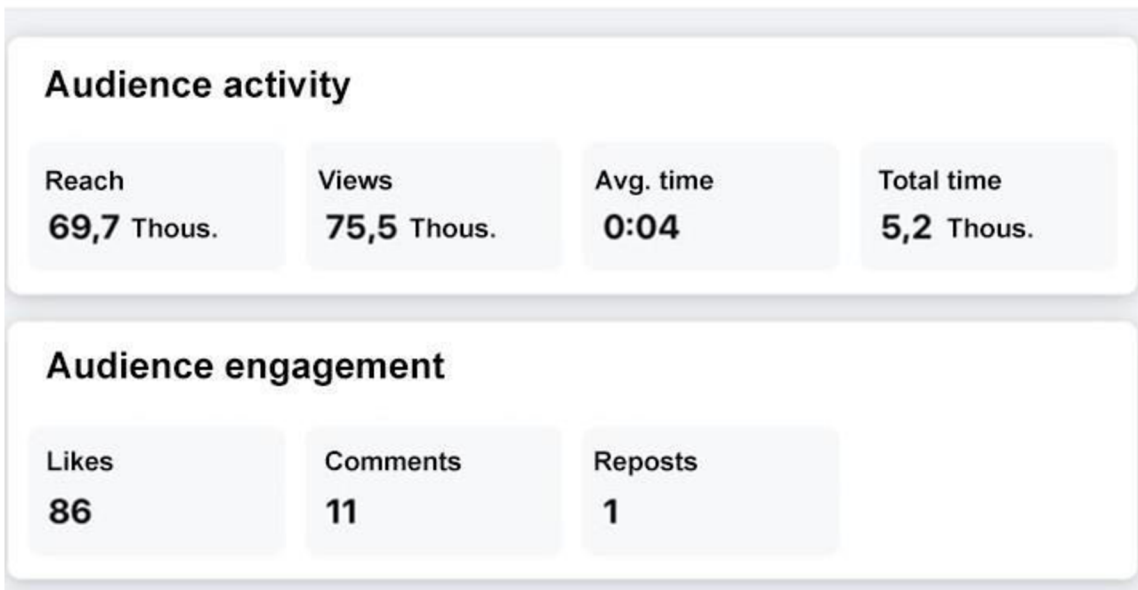 Audience activity
Reach Views Avg. time Total time
69,7 Thous. 75,5 Thous. 0:04 5,2 Thous.
Audience engagement
Likes Comments Reposts
86 11 1